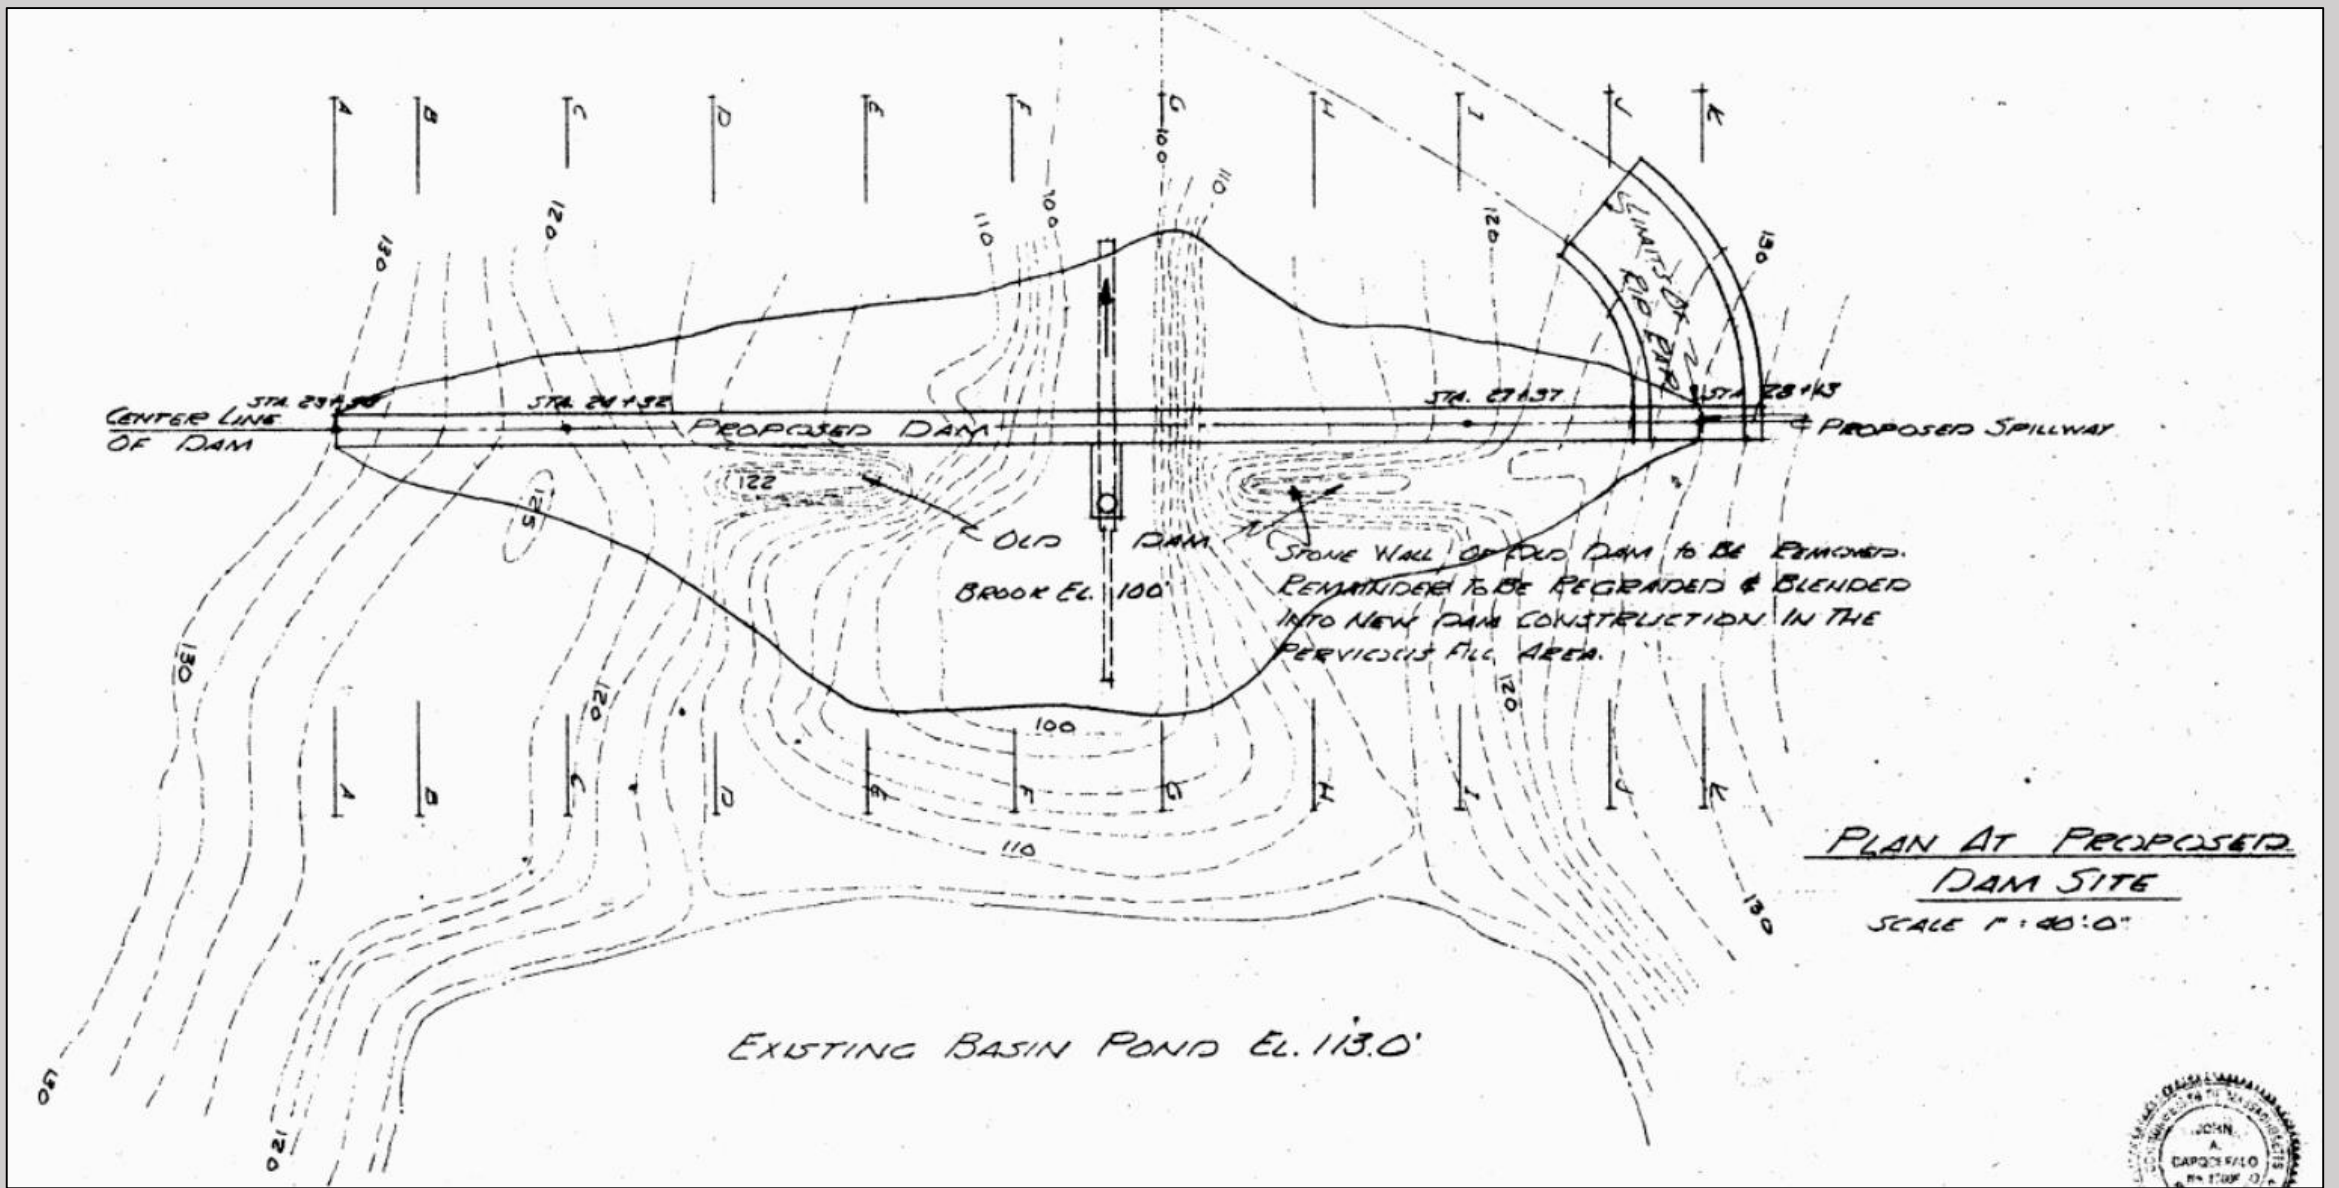 A B C D E F G H I J K
130
120
110
100
100
110
120
130
LIMITS OF
RIP RAP
STA. 24+32
STA. 27+37
STA. 28+43
CENTER LINE
OF DAM
PROPOSED DAM
℄ PROPOSED SPILLWAY
122
125
OLD DAM
BROOK EL. 100'
STONE WALL OF OLD DAM TO BE REMOVED.
REMAINDER TO BE REGRADED & BLENDED
INTO NEW DAM CONSTRUCTION IN THE
PERVIOUS FILL AREA.
130
120
120
100
A B C D E F G H I J K
110
PLAN AT PROPOSED
DAM SITE
SCALE 1" : 40'.0"
130
EXISTING BASIN POND EL. 113.0'
130
120
JOHN
A.